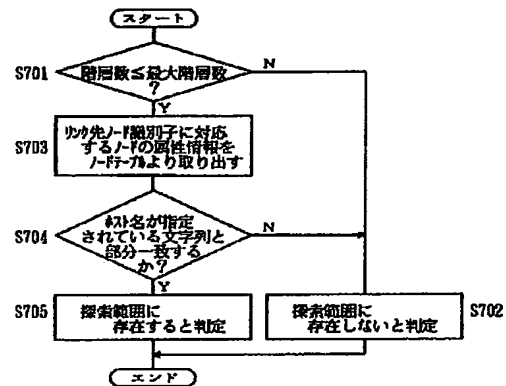 スタート
S701
階層数≦最大階層数
?
N
Y
S703
リンク先ノード識別子に対応
するノードの属性情報を
ノードテーブルより取り出す
S704
ホスト名が指定
されている文字列と
部分一致する
か?
N
Y
S705
探索範囲に
存在すると判定
探索範囲に
存在しないと判定
S702
エンド